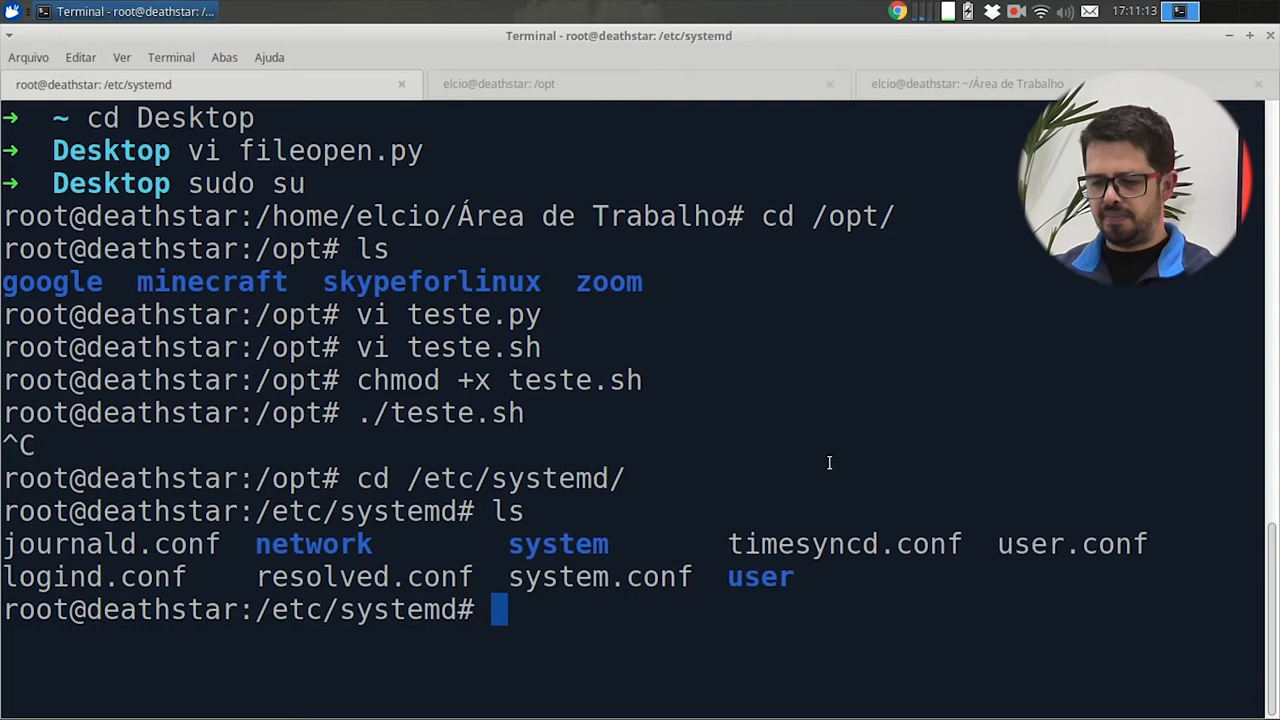 Terminal - root@deathstar: /...
17:11:13
Terminal - root@deathstar: /etc/systemd
Arquivo Editar Ver Terminal Abas Ajuda
root@deathstar: /etc/systemd
elcio@deathstar: /opt
elcio@deathstar: ~/Área de Trabalho
→ ~ cd Desktop
→ Desktop vi fileopen.py
→ Desktop sudo su
root@deathstar:/home/elcio/Área de Trabalho# cd /opt/
root@deathstar:/opt# ls
google minecraft skypeforlinux zoom
root@deathstar:/opt# vi teste.py
root@deathstar:/opt# vi teste.sh
root@deathstar:/opt# chmod +x teste.sh
root@deathstar:/opt# ./teste.sh
^C
root@deathstar:/opt# cd /etc/systemd/
root@deathstar:/etc/systemd# ls
journald.conf network system timesyncd.conf user.conf
logind.conf resolved.conf system.conf user
root@deathstar:/etc/systemd#